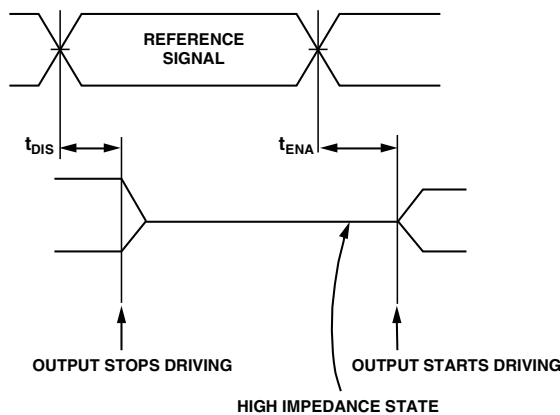 REFERENCE
SIGNAL
tDIS
tENA
OUTPUT STOPS DRIVING
OUTPUT STARTS DRIVING
HIGH IMPEDANCE STATE